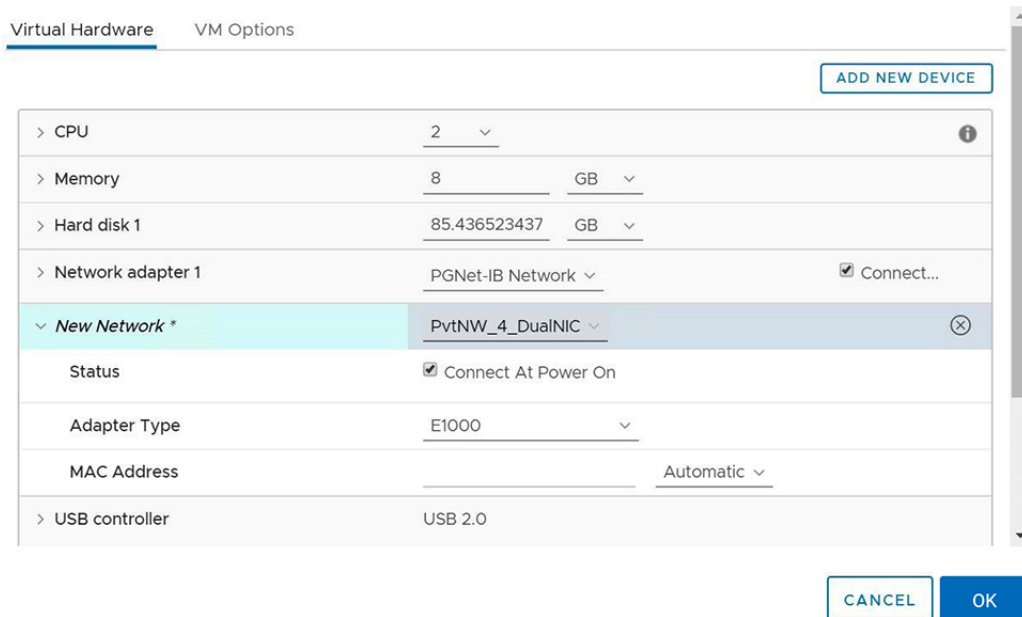 Virtual Hardware VM Options
ADD NEW DEVICE
CPU 2
Memory 8 GB
Hard disk 1 85.436523437 GB
Network adapter 1 PGNet-IB Network Connect...
New Network * PvtNW_4_DualNIC
Status Connect At Power On
Adapter Type E1000
MAC Address Automatic
USB controller USB 2.0
CANCEL OK